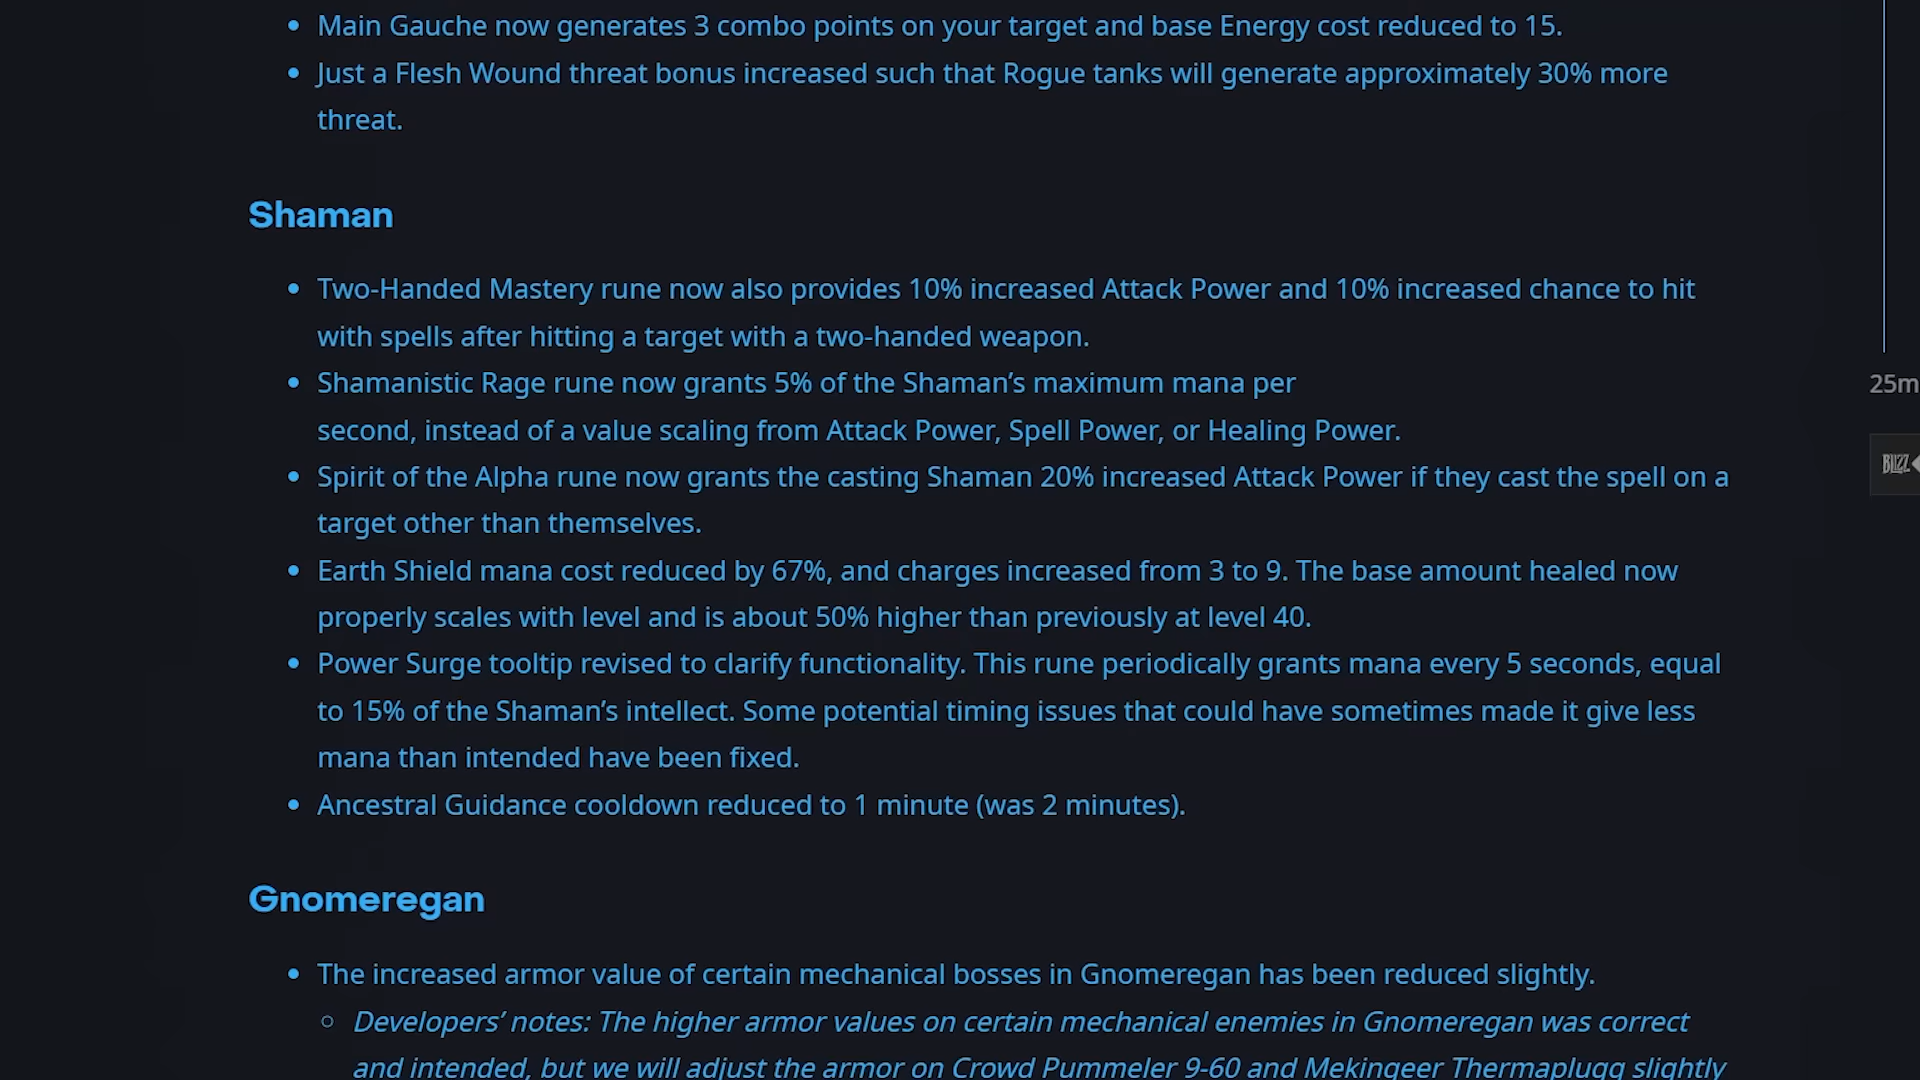 Main Gauche now generates 3 combo points on your target and base Energy cost reduced to 15.
Just a Flesh Wound threat bonus increased such that Rogue tanks will generate approximately 30% more
threat.
Shaman
Two-Handed Mastery rune now also provides 10% increased Attack Power and 10% increased chance to hit
with spells after hitting a target with a two-handed weapon.
Shamanistic Rage rune now grants 5% of the Shaman’s maximum mana per
second, instead of a value scaling from Attack Power, Spell Power, or Healing Power.
25m
Spirit of the Alpha rune now grants the casting Shaman 20% increased Attack Power if they cast the spell on a
target other than themselves.
BLIZZ
Earth Shield mana cost reduced by 67%, and charges increased from 3 to 9. The base amount healed now
properly scales with level and is about 50% higher than previously at level 40.
Power Surge tooltip revised to clarify functionality. This rune periodically grants mana every 5 seconds, equal
to 15% of the Shaman’s intellect. Some potential timing issues that could have sometimes made it give less
mana than intended have been fixed.
Ancestral Guidance cooldown reduced to 1 minute (was 2 minutes).
Gnomeregan
The increased armor value of certain mechanical bosses in Gnomeregan has been reduced slightly.
Developers’ notes: The higher armor values on certain mechanical enemies in Gnomeregan was correct
and intended, but we will adjust the armor on Crowd Pummeler 9-60 and Mekingeer Thermaplugg slightly